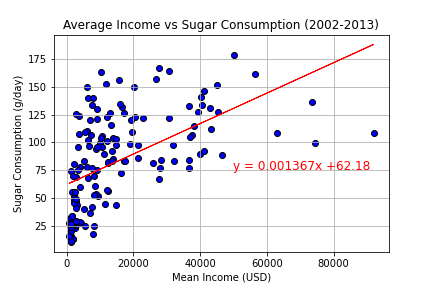 Average Income vs Sugar Consumption (2002-2013)
Sugar Consumption (g/day)
175
150
125
100
75
50
25
y = 0.001367x +62.18
0 20000 40000 60000 80000
Mean Income (USD)